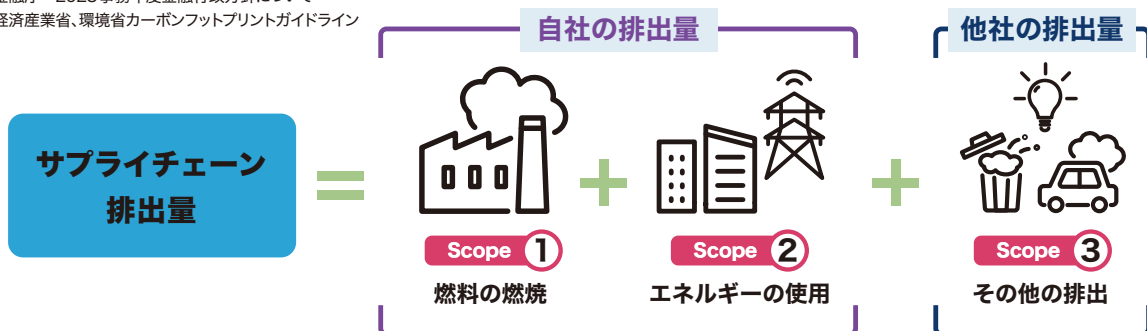 経済産業省、環境省カーボンフットプリントガイドライン
自社の排出量
他社の排出量
サプライチェーン
排出量
=
+
+
Scope 1
Scope 2
Scope 3
燃料の燃焼
エネルギーの使用
その他の排出